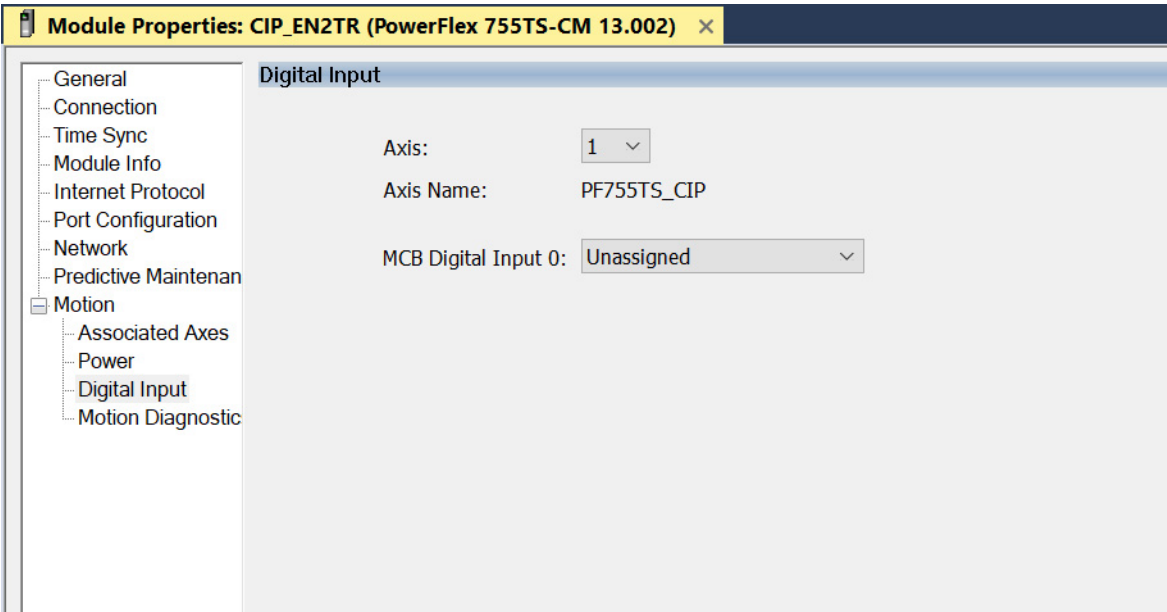 Module Properties: CIP_EN2TR (PowerFlex 755TS-CM 13.002) ×
General
Connection
Time Sync
Module Info
Internet Protocol
Port Configuration
Network
Predictive Maintenan
Motion
Associated Axes
Power
Digital Input
Motion Diagnostic
Digital Input
Axis: 1
Axis Name: PF755TS_CIP
MCB Digital Input 0: Unassigned